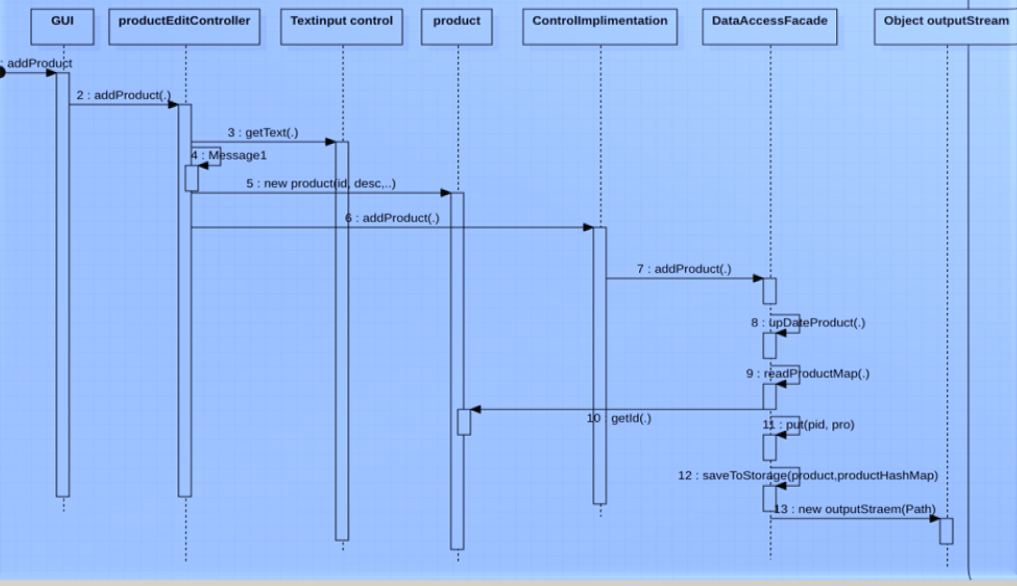 GUI
productEditController
Textinput control
product
ControlImplimentation
DataAccessFacade
Object outputStream
: addProduct
2 : addProduct(.)
3 : getText(.)
4 : Message1
5 : new product(id, desc,..)
6 : addProduct(.)
7 : addProduct(.)
8 : upDateProduct(.)
9 : readProductMap(.)
10 : getId(.)
11 : put(pid, pro)
12 : saveToStorage(product,productHashMap)
13 : new outputStraem(Path)